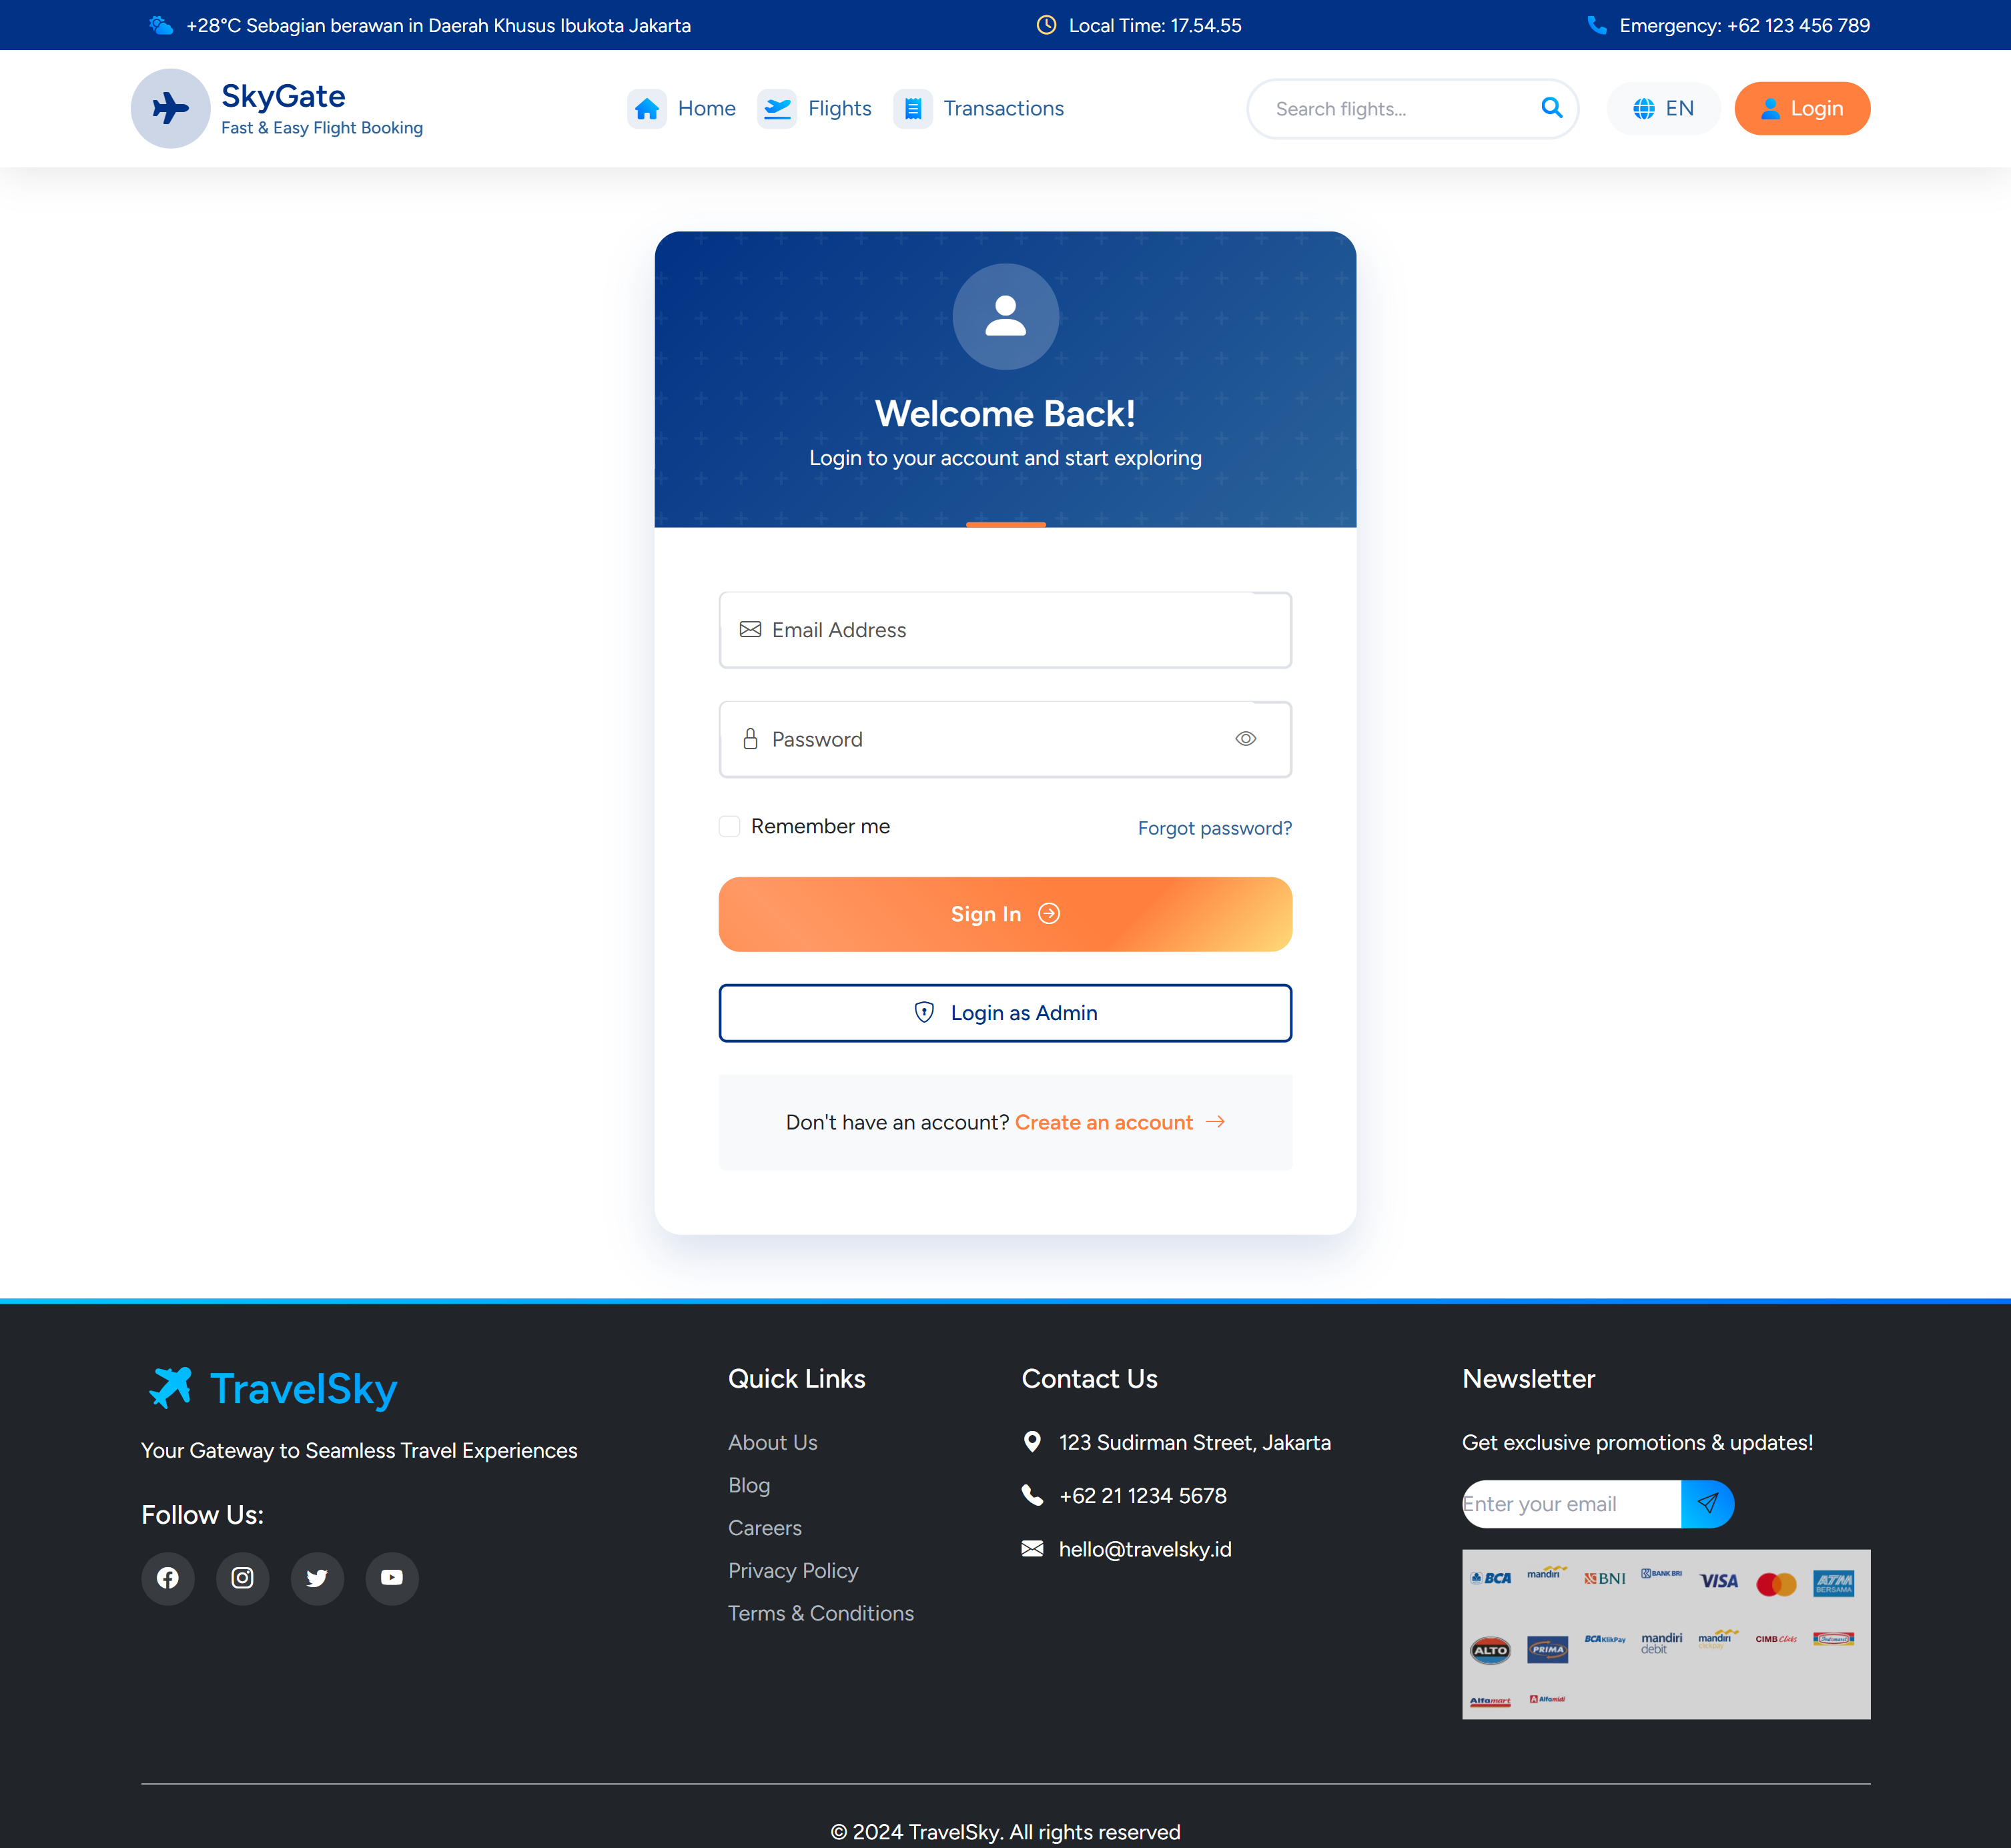 +28°C Sebagian berawan in Daerah Khusus Ibukota Jakarta
Local Time: 17.54.55
Emergency: +62 123 456 789
SkyGate
Fast & Easy Flight Booking
Home
Flights
Transactions
Search flights...
EN
Login
Welcome Back!
Login to your account and start exploring
Email Address
Password
Remember me
Forgot password?
Sign In
Login as Admin
Don't have an account? Create an account
TravelSky
Your Gateway to Seamless Travel Experiences
Follow Us:
Quick Links
About Us
Blog
Careers
Privacy Policy
Terms & Conditions
Contact Us
123 Sudirman Street, Jakarta
+62 21 1234 5678
hello@travelsky.id
Newsletter
Get exclusive promotions & updates!
Enter your email
BCA
mandiri
BNI
BANK BRI
VISA
ATM BERSAMA
ALTO
PRIMA
BCA KlikPay
mandiri debit
mandiri clickpay
CIMB Clicks
Indomaret
Alfamart
Alfamidi
© 2024 TravelSky. All rights reserved